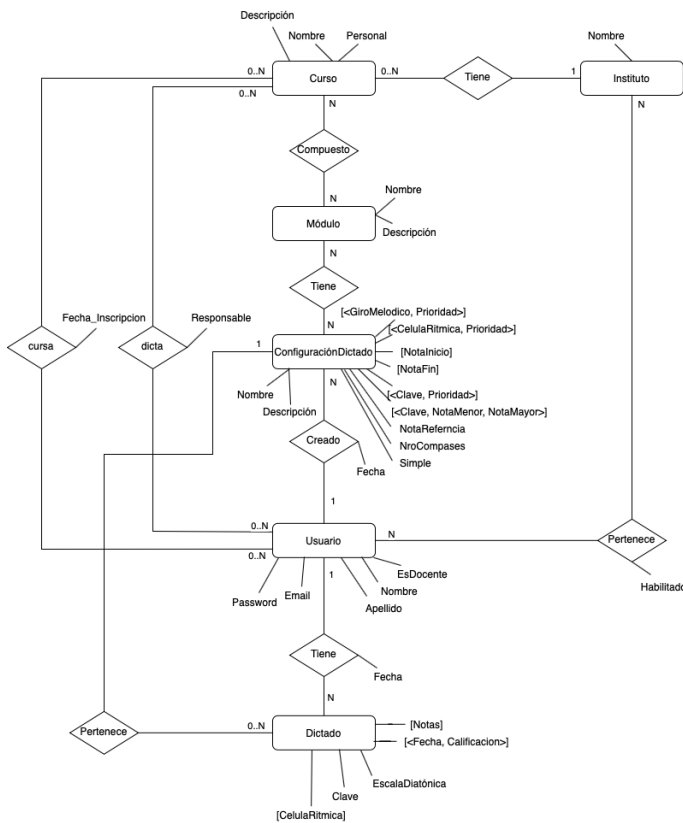 Descripción
Nombre
Personal
Nombre
0..N
Curso
0..N
Tiene
1
Instituto
0..N
N
N
Compuesto
N
Nombre
Módulo
Descripción
N
Tiene
[<GiroMelodico, Prioridad>]
Fecha_Inscripcion
Responsable
N
[<CelulaRitmica, Prioridad>]
cursa
dicta
1
ConfiguraciónDictado
[NotaInicio]
[NotaFin]
Nombre
N
[<Clave, Prioridad>]
Descripción
[<Clave, NotaMenor, NotaMayor>]
NotaReferncia
Creado
NroCompases
Simple
Fecha
1
0..N
Usuario
N
Pertenece
0..N
EsDocente
1
Nombre
Habilitado
Password
Email
Apellido
Tiene
Fecha
N
[Notas]
Pertenece
0..N
Dictado
[<Fecha, Calificacion>]
EscalaDiatónica
Clave
[CelulaRitmica]